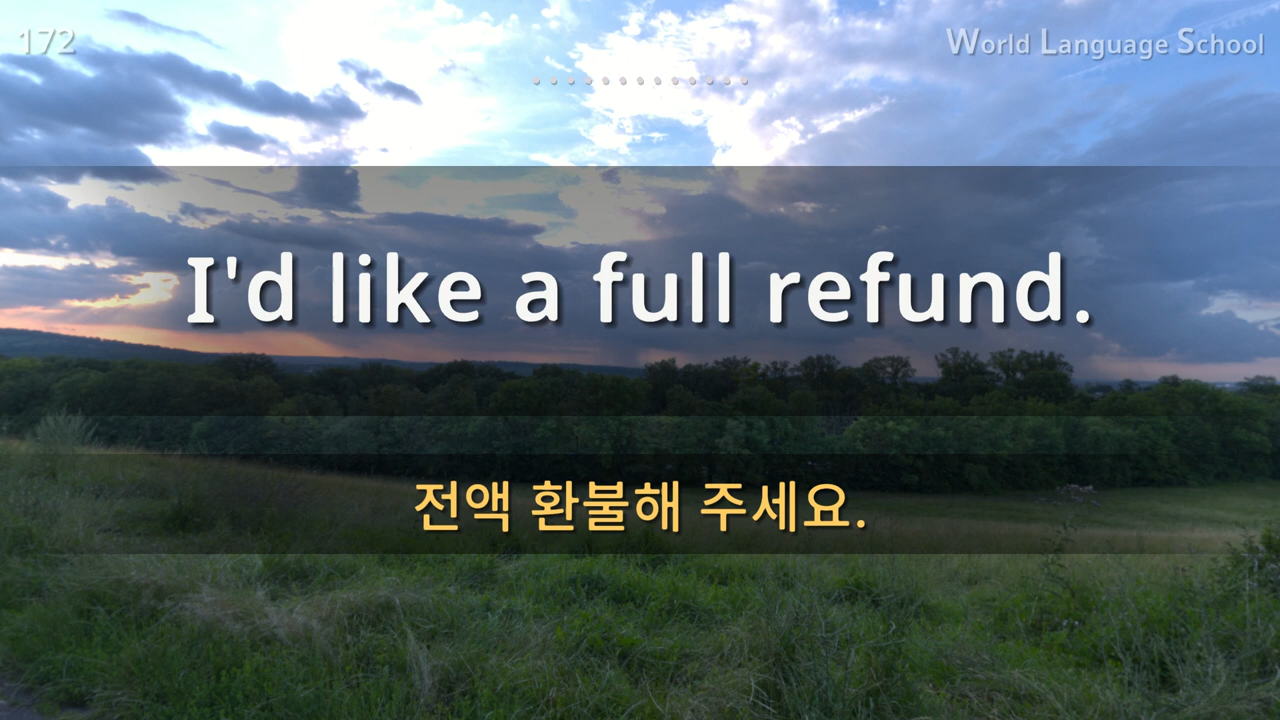 172
World Language School
I'd like a full refund.
전액 환불해 주세요.